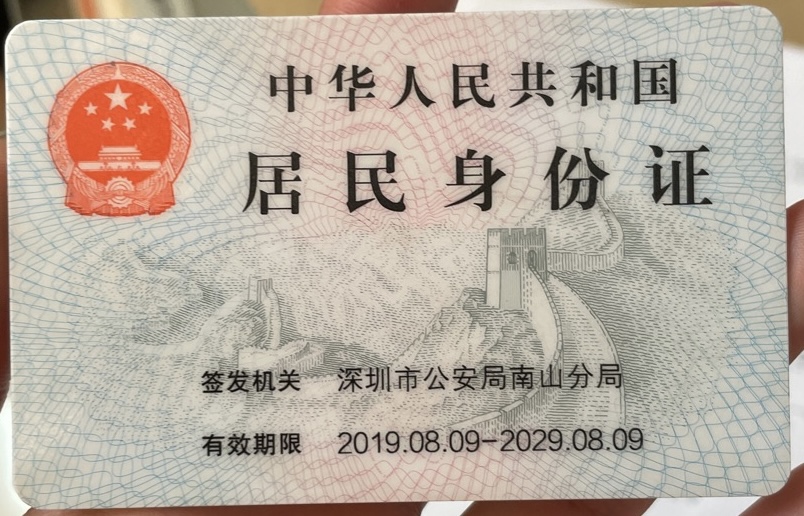 中华人民共和国
居民身份证
签发机关 深圳市公安局南山分局
有效期限 2019.08.09-2029.08.09